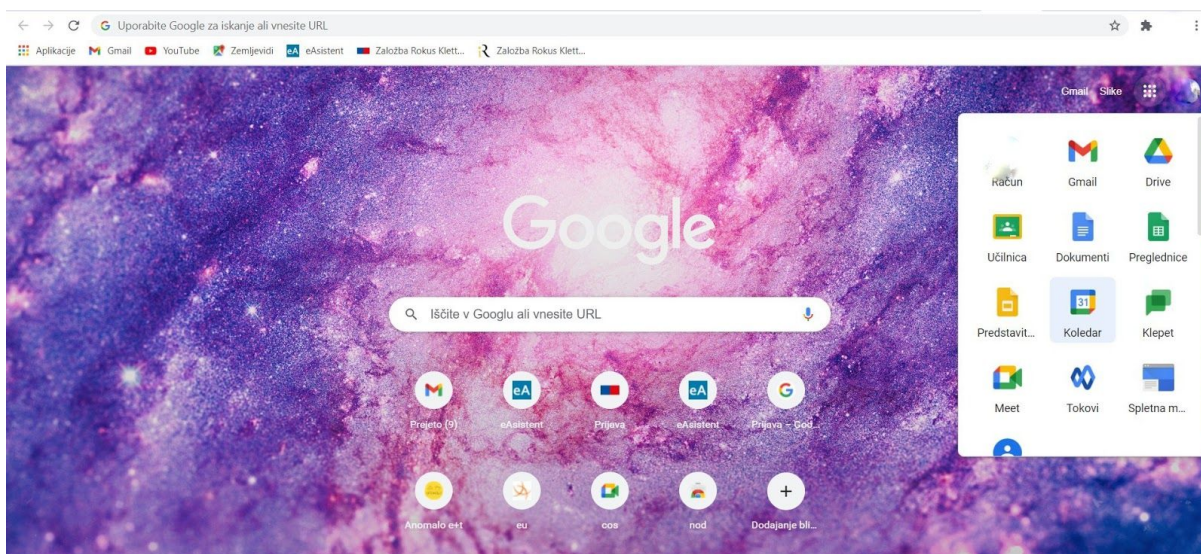 Uporabite Google za iskanje ali vnesite URL
Aplikacije Gmail YouTube Zemljevidi eA eAsistent Založba Rokus Klett... Založba Rokus Klett...
Gmail Slike
Google
Iščite v Googlu ali vnesite URL
Prejeto (9) eAsistent Prijava eAsistent Prijava – God...
Anomalo e+t eu cos nod Dodajanje bli...
Račun Gmail Drive
Učilnica Dokumenti Preglednice
Predstavit... Koledar Klepet
Meet Tokovi Spletna m...